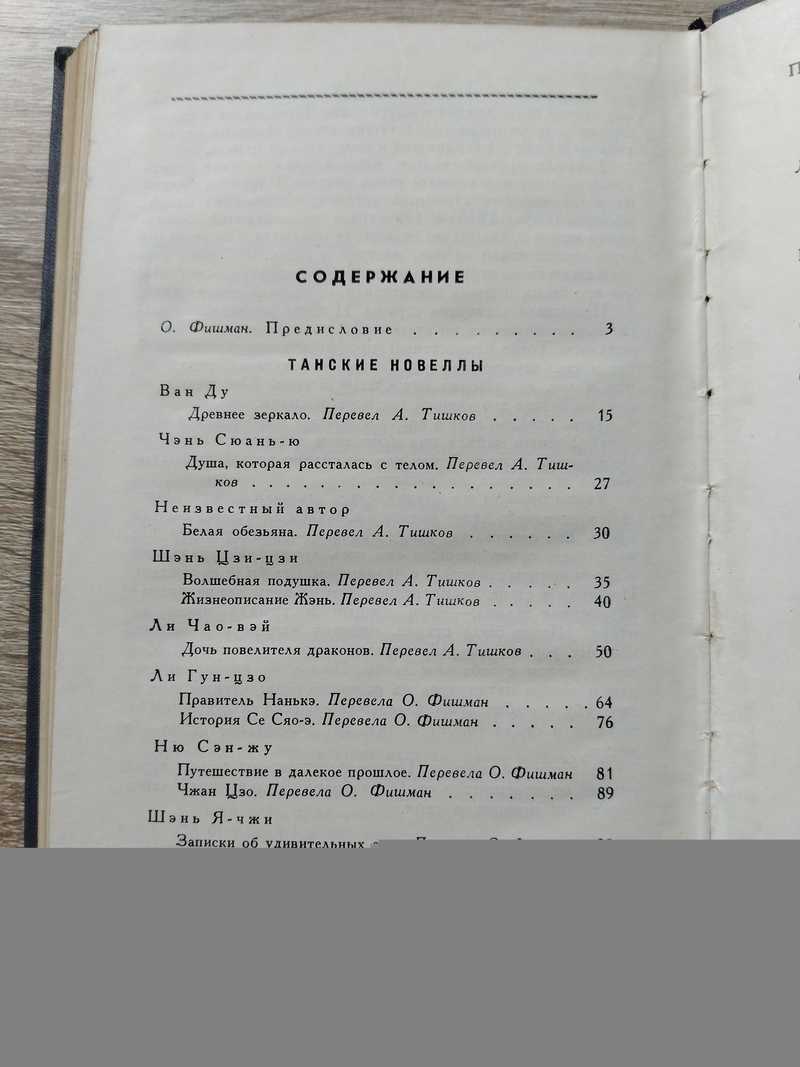 СОДЕРЖАНИЕ
О. Фишман. Предисловие . . . . . . . . . 3
ТАНСКИЕ НОВЕЛЛЫ
Ван Ду
Древнее зеркало. Перевел А. Тишков . . . . . 15
Чэнь Сюань-ю
Душа, которая рассталась с телом. Перевел А. Тиш-
ков . . . . . . . . . . . . . . . . 27
Неизвестный автор
Белая обезьяна. Перевел А. Тишков . . . . . . 30
Шэнь Цзи-цзи
Волшебная подушка. Перевел А. Тишков . . . . . 35
Жизнеописание Жэнь. Перевел А. Тишков . . . . . 40
Ли Чао-вэй
Дочь повелителя драконов. Перевел А. Тишков . . . 50
Ли Гун-цзо
Правитель Нанькэ. Перевела О. Фишман . . . . . 64
История Се Сяо-э. Перевела О. Фишман . . . . . 76
Ню Сэн-жу
Путешествие в далекое прошлое. Перевела О. Фишман 81
Чжан Цзо. Перевела О. Фишман . . . . . . . 89
Шэнь Я-чжи
Записки об удивительных